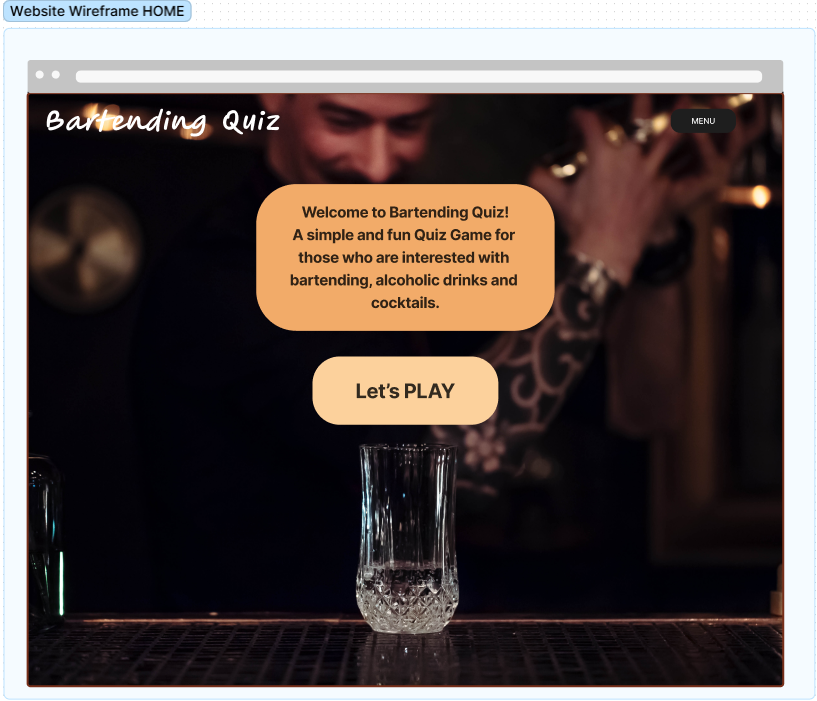 Website Wireframe HOME
Bartending Quiz
MENU
Welcome to Bartending Quiz!
A simple and fun Quiz Game for
those who are interested with
bartending, alcoholic drinks and
cocktails.
Let's PLAY